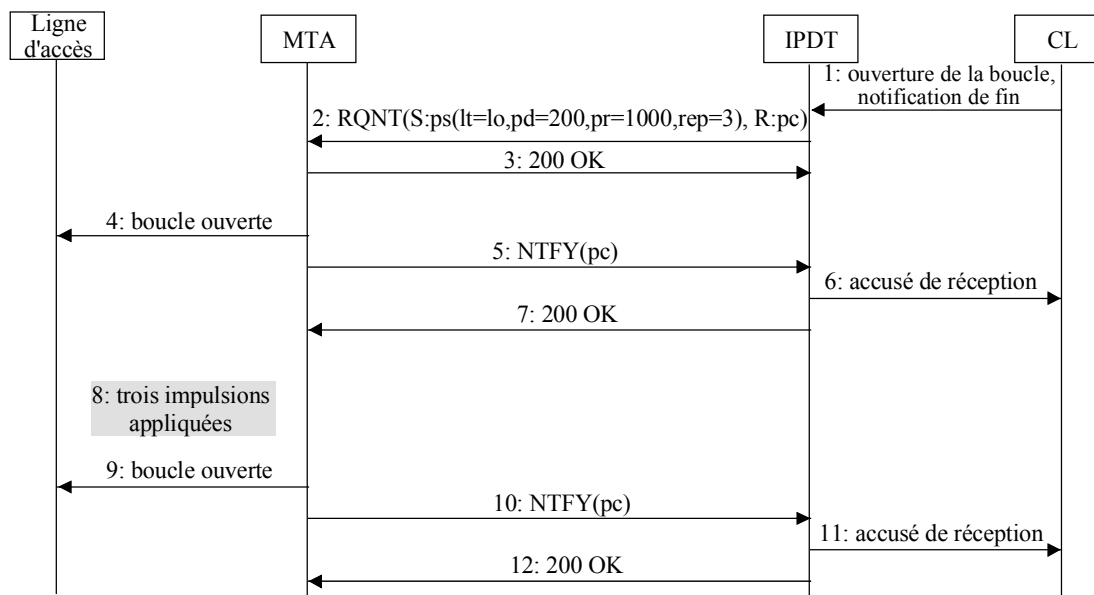 Ligne
d'accès
MTA
IPDT
CL
1: ouverture de la boucle,
notification de fin
2: RQNT(S:ps(lt=lo,pd=200,pr=1000,rep=3), R:pc)
3: 200 OK
4: boucle ouverte
5: NTFY(pc)
6: accusé de réception
7: 200 OK
8: trois impulsions
appliquées
9: boucle ouverte
10: NTFY(pc)
11: accusé de réception
12: 200 OK